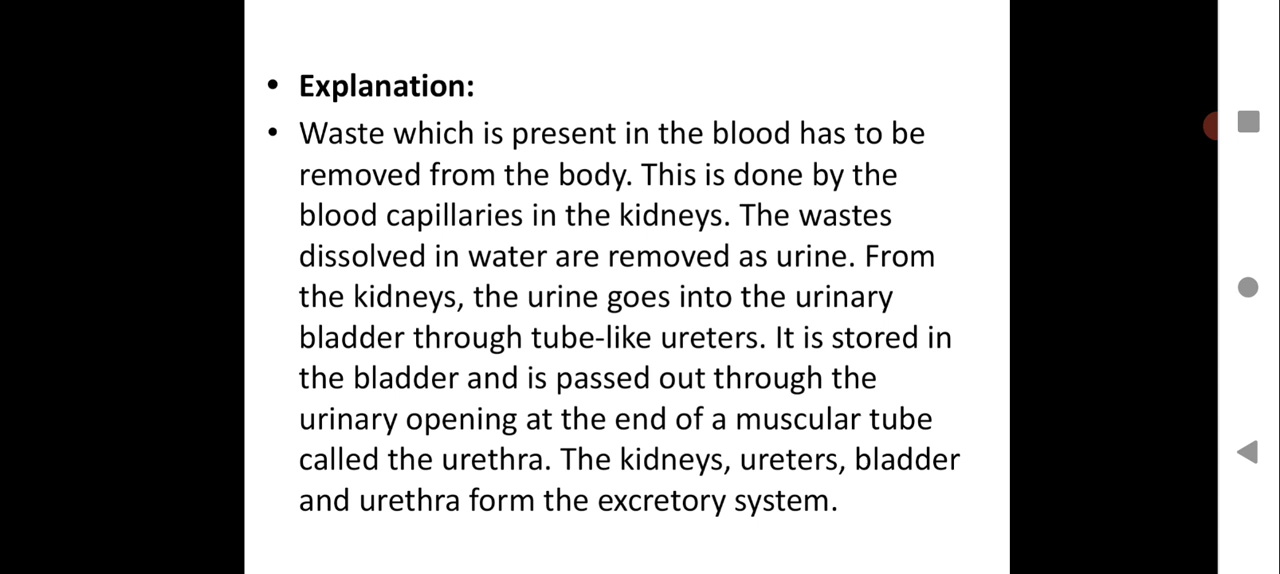 • Explanation:
• Waste which is present in the blood has to be
removed from the body. This is done by the
blood capillaries in the kidneys. The wastes
dissolved in water are removed as urine. From
the kidneys, the urine goes into the urinary
bladder through tube-like ureters. It is stored in
the bladder and is passed out through the
urinary opening at the end of a muscular tube
called the urethra. The kidneys, ureters, bladder
and urethra form the excretory system.